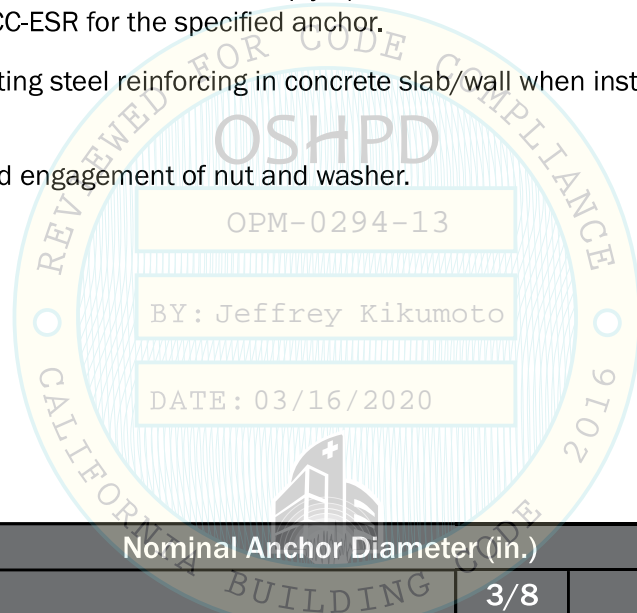 CC-ESR for the specified anchor.
REVIEWED FOR CODE COMPLIANCE
ting steel reinforcing in concrete slab/wall when inst
OSHPD
d engagement of nut and washer.
OPM-0294-13
BY: Jeffrey Kikumoto
DATE: 03/16/2020
CALIFORNIA BUILDING CODE 2016
Nominal Anchor Diameter (in.)
3/8